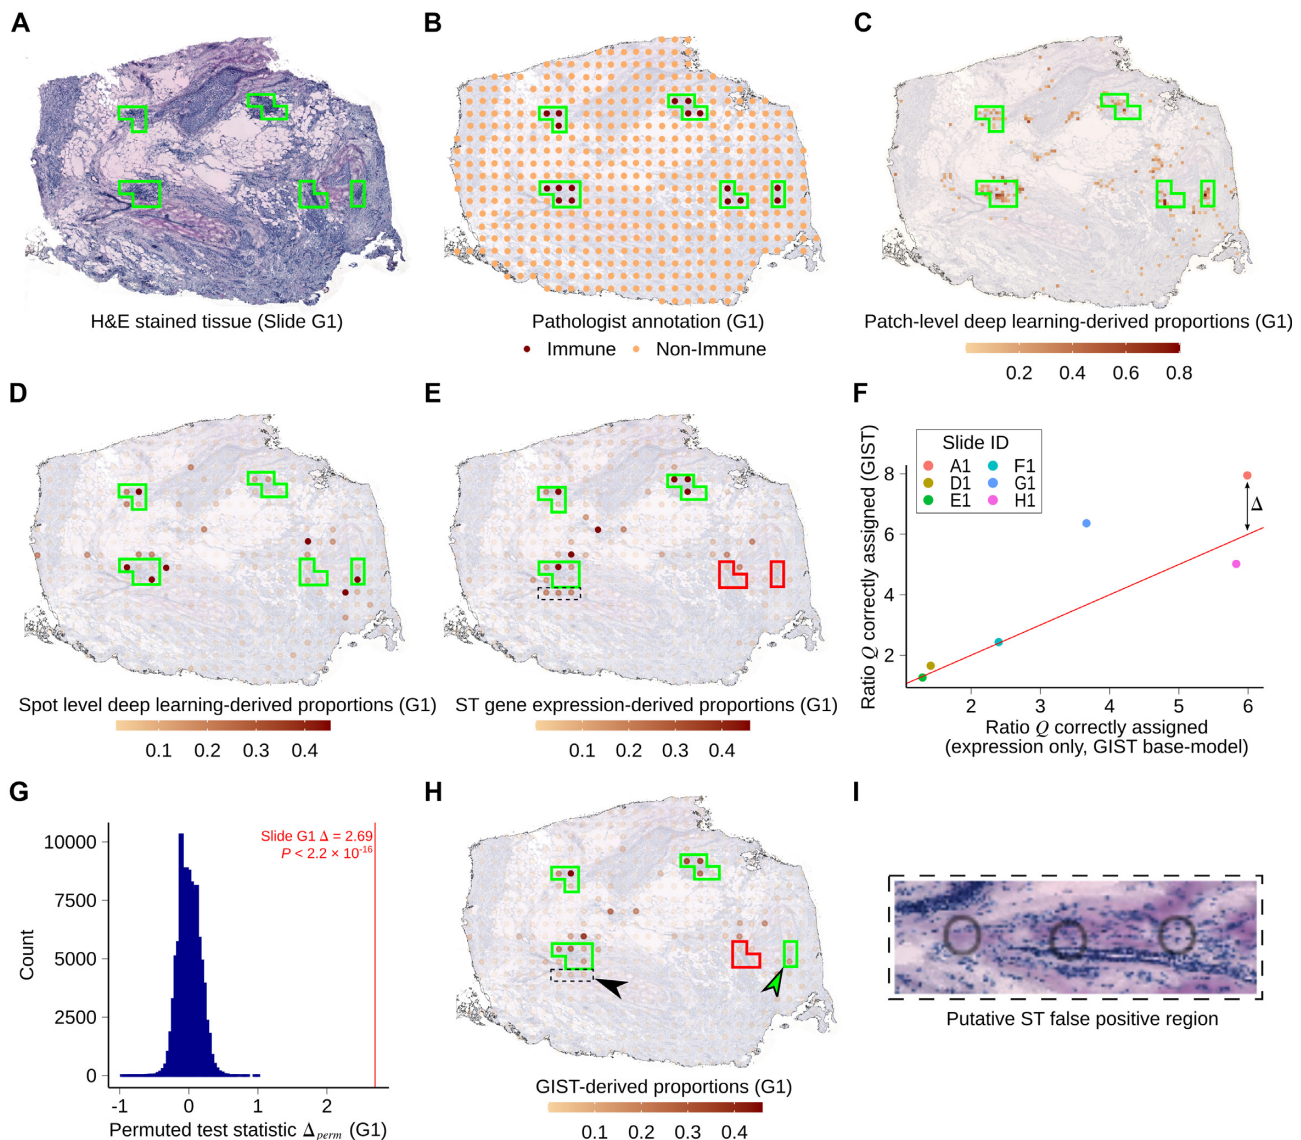 A
H&E stained tissue (Slide G1)
B
Pathologist annotation (G1)
Immune Non-Immune
C
Patch-level deep learning-derived proportions (G1)
0.2 0.4 0.6 0.8
D
Spot level deep learning-derived proportions (G1)
0.1 0.2 0.3 0.4
E
ST gene expression-derived proportions (G1)
0.1 0.2 0.3 0.4
F
Ratio Q correctly assigned (GIST)
8
6
4
2
Slide ID
A1 F1
D1 G1
E1 H1
Δ
2 3 4 5 6
Ratio Q correctly assigned
(expression only, GIST base-model)
G
Count
10000
7500
5000
2500
0
Slide G1 Δ = 2.69
P < 2.2 × 10⁻¹⁶
-1 0 1 2
Permuted test statistic Δperm (G1)
H
GIST-derived proportions (G1)
0.1 0.2 0.3 0.4
I
Putative ST false positive region